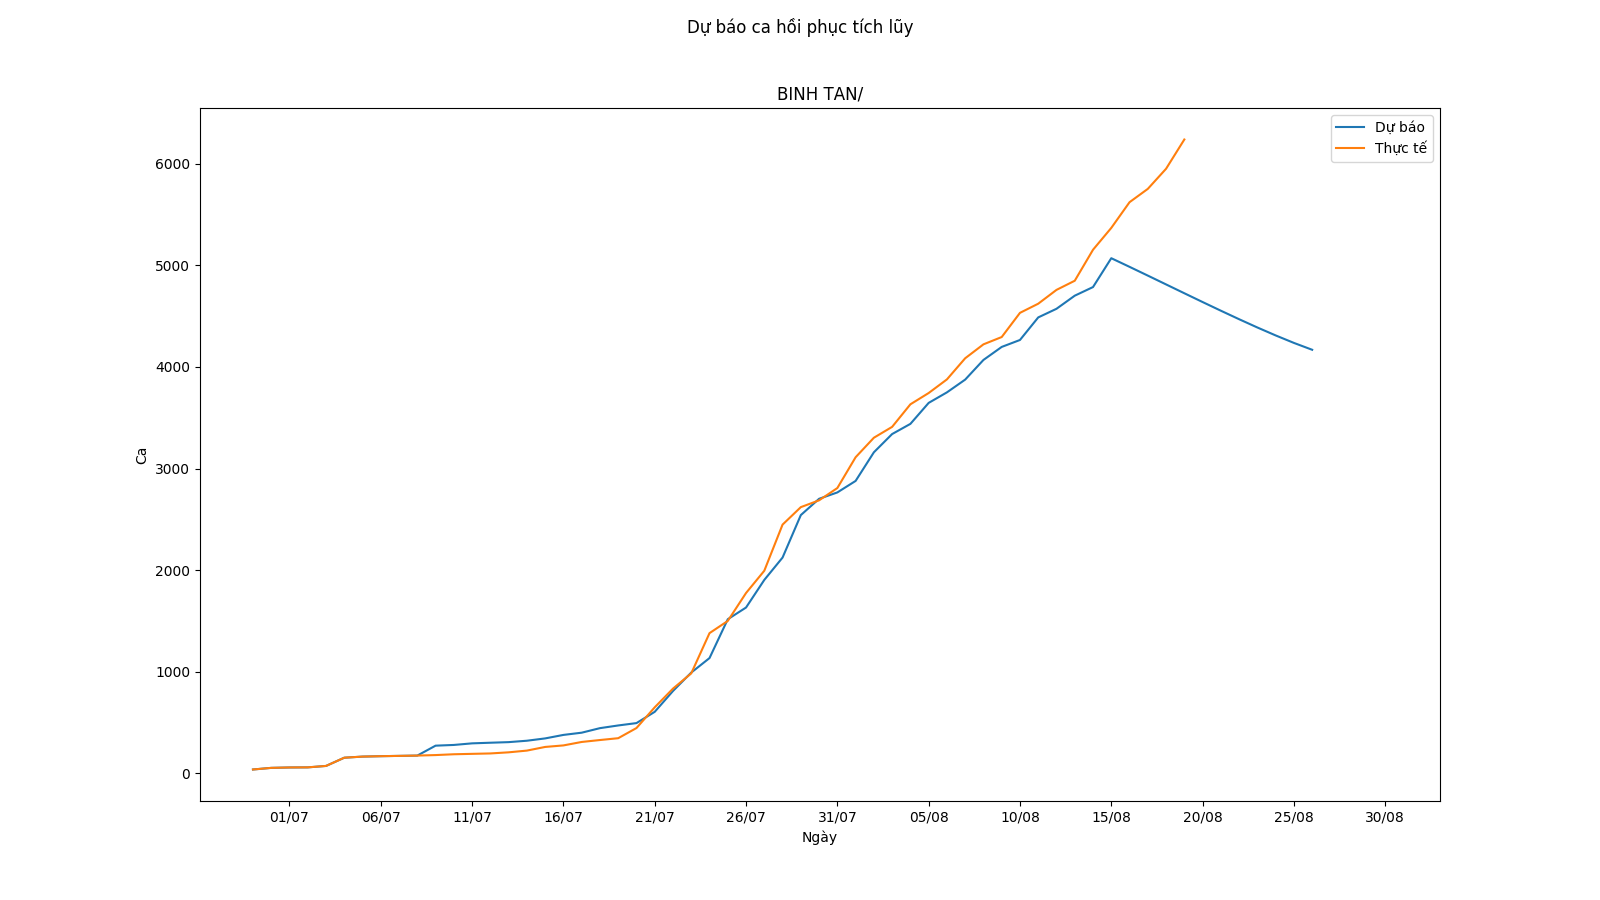 Dự báo ca hồi phục tích lũy
BINH TAN/
Dự báo
Thực tế
6000
5000
4000
3000
2000
1000
0
Ca
01/07 06/07 11/07 16/07 21/07 26/07 31/07 05/08 10/08 15/08 20/08 25/08 30/08
Ngày